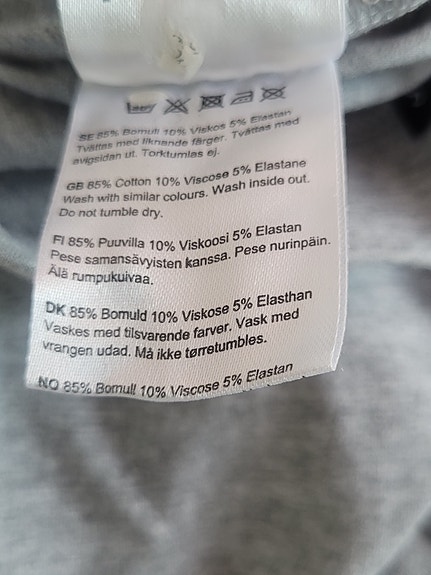 SE 85% Bomull 10% Viskos 5% Elastan
Tvättas med liknande färger. Tvättas med
avigsidan ut. Torktumlas ej.
GB 85% Cotton 10% Viscose 5% Elastane
Wash with similar colours. Wash inside out.
Do not tumble dry.
FI 85% Puuvilla 10% Viskoosi 5% Elastan
Pese samansävyisten kanssa. Pese nurinpäin.
Älä rumpukuivaa.
DK 85% Bomuld 10% Viskose 5% Elasthan
Vaskes med tilsvarende farver. Vask med
vrangen udad. Må ikke tørretumbles.
NO 85% Bomull 10% Viscose 5% Elastan